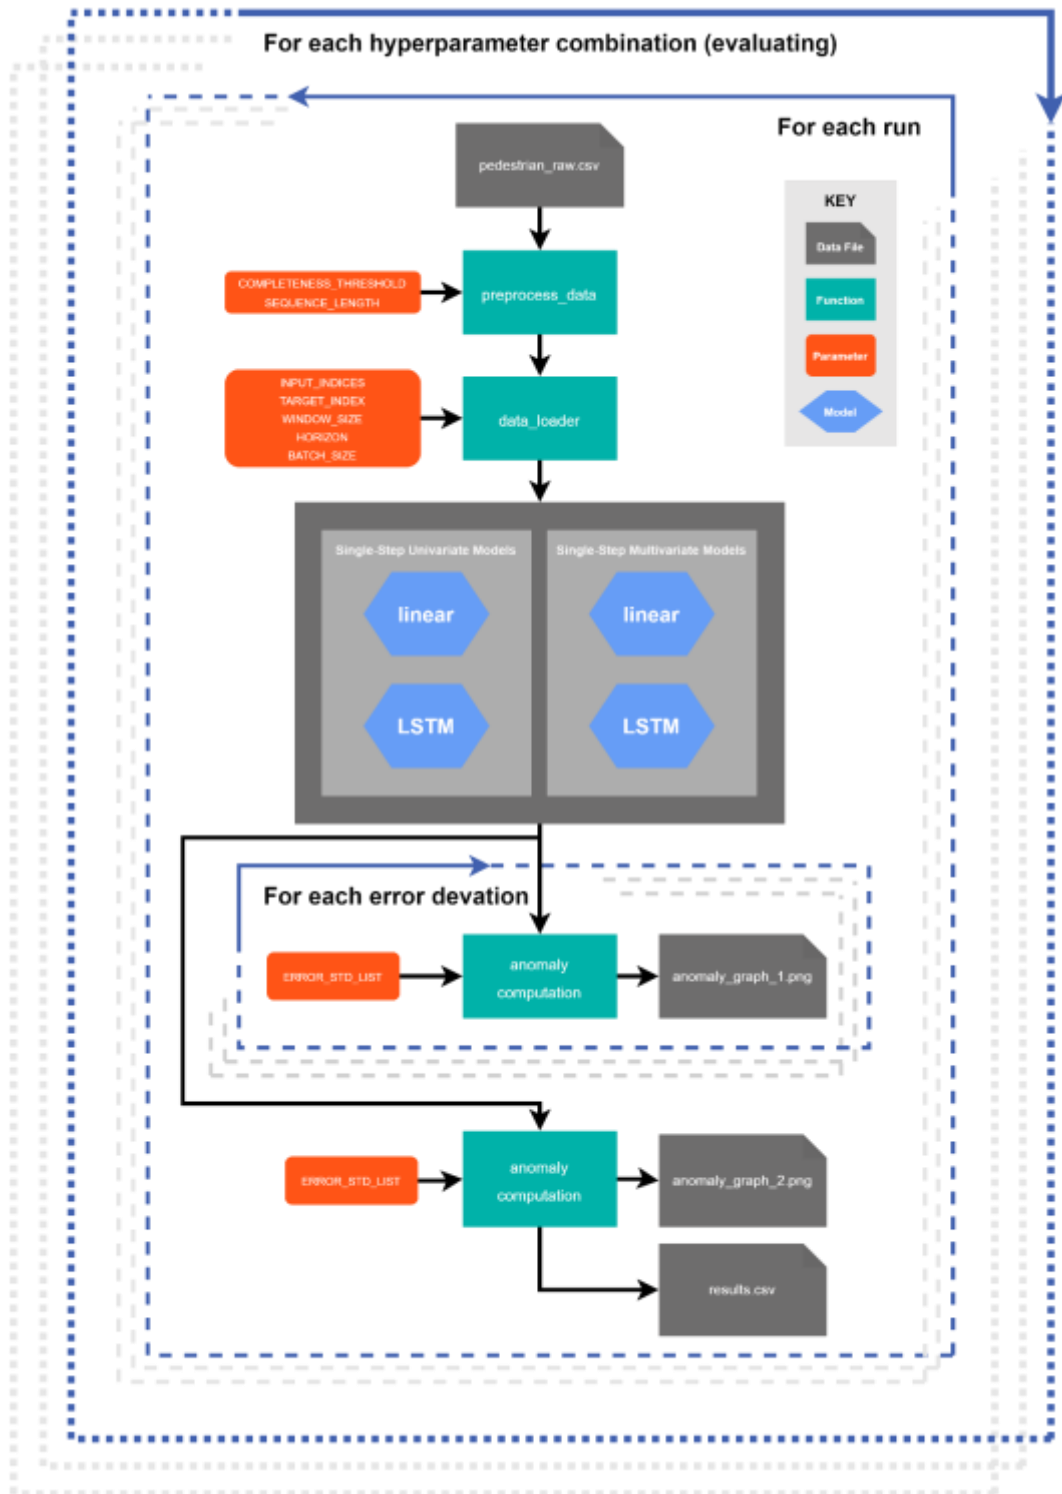 For each hyperparameter combination (evaluating)
For each run
pedestrian_raw.csv
KEY
Data File
Function
Parameter
Model
COMPLETENESS_THRESHOLD
SEQUENCE_LENGTH
preprocess_data
INPUT_INDICES
TARGET_INDEX
WINDOW_SIZE
HORIZON
BATCH_SIZE
data_loader
Single-Step Univariate Models
linear
LSTM
Single-Step Multivariate Models
linear
LSTM
For each error devation
ERROR_STD_LIST
anomaly
computation
anomaly_graph_1.png
ERROR_STD_LIST
anomaly
computation
anomaly_graph_2.png
results.csv